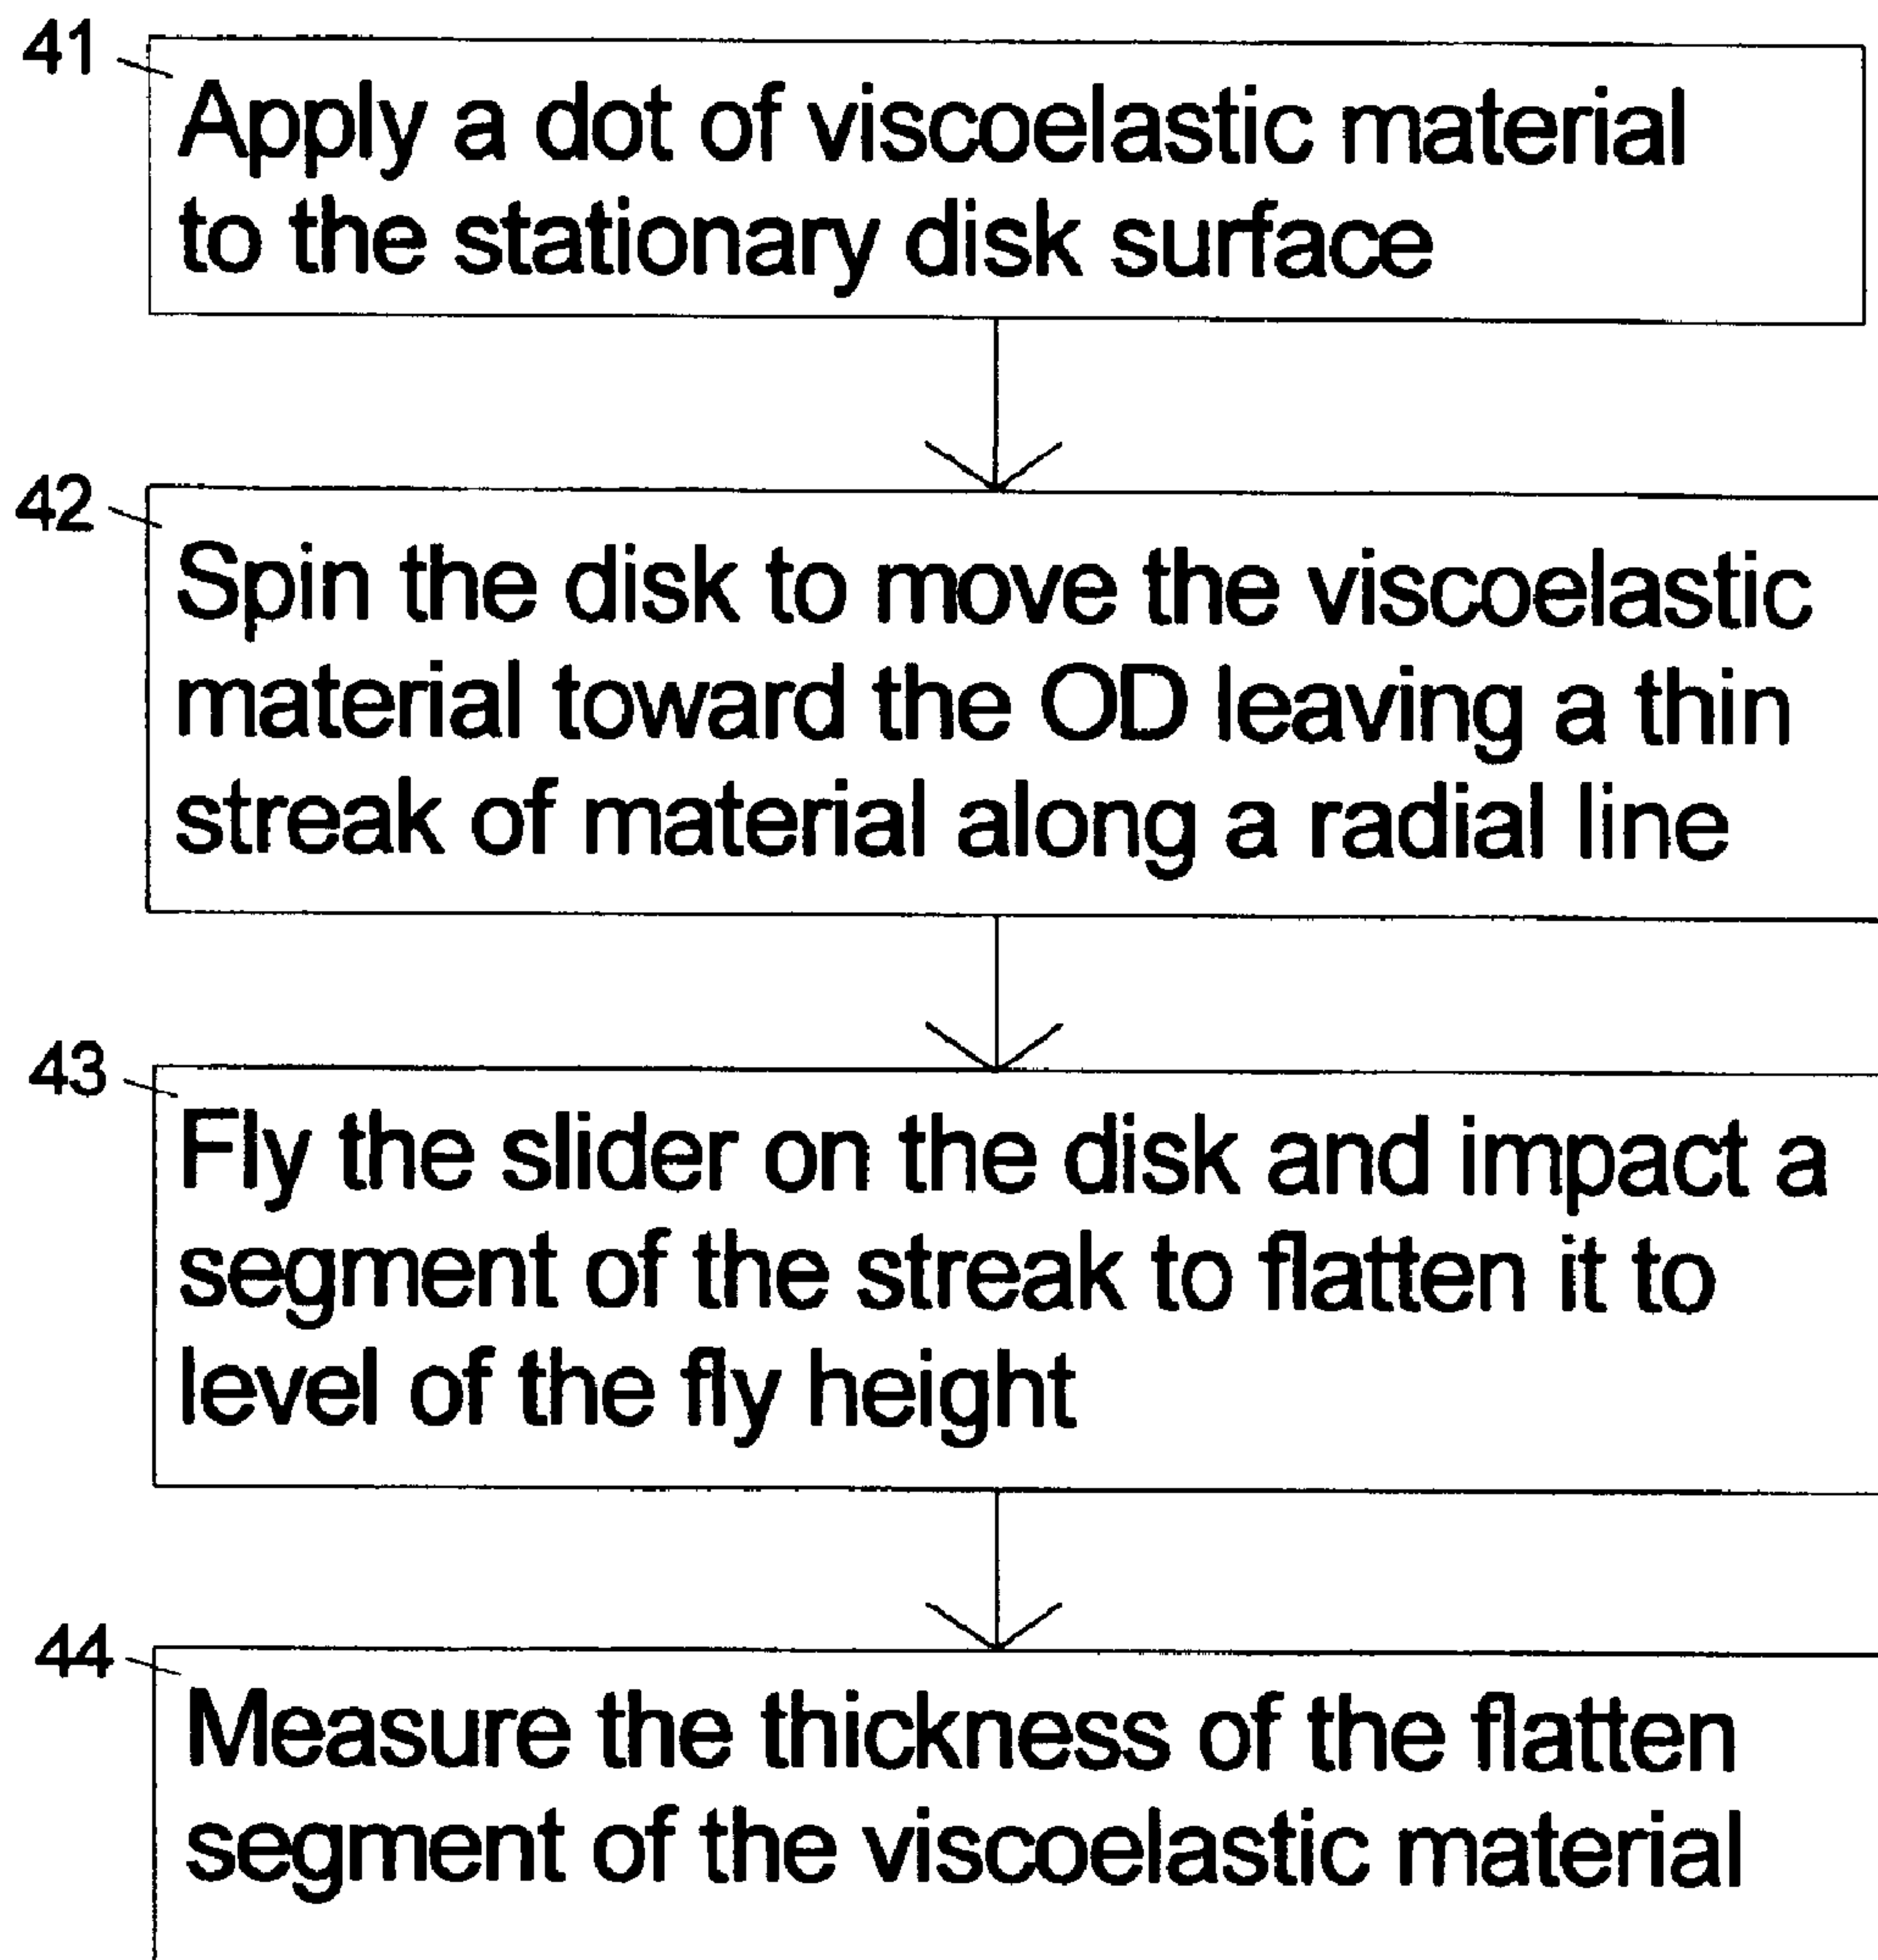 41
Apply a dot of viscoelastic material
to the stationary disk surface
42
Spin the disk to move the viscoelastic
material toward the OD leaving a thin
streak of material along a radial line
43
Fly the slider on the disk and impact a
segment of the streak to flatten it to
level of the fly height
44
Measure the thickness of the flatten
segment of the viscoelastic material